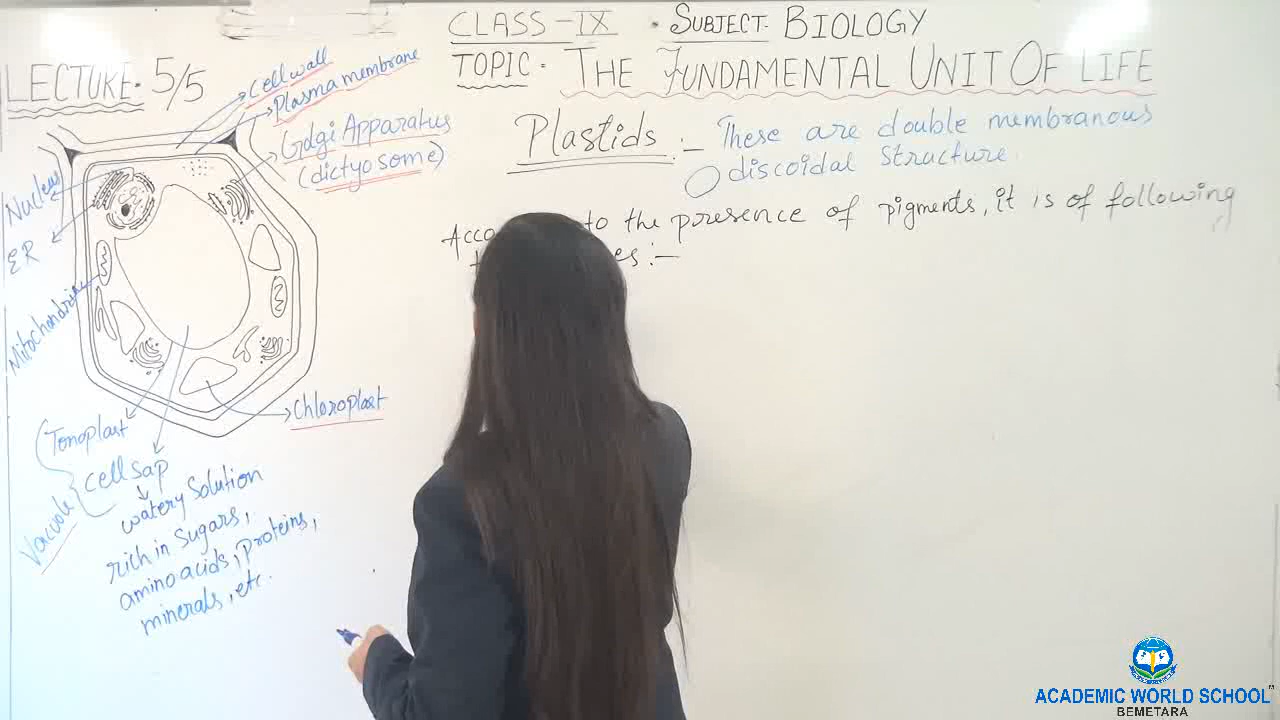 CLASS - IX • SUBJECT. BIOLOGY
LECTURE. 5/5
TOPIC. THE FUNDAMENTAL UNIT OF LIFE
Cell wall
Plasma membrane
Golgi Apparatus
(dictyosome)
Nucleus
ER
Mitochondria
Chloroplast
Tonoplast
cell sap
Vacuole
watery solution
rich in sugars,
amino acids, proteins,
minerals, etc.
Plastids :- These are double membranous
discoidal structure.
to the presence of pigments, it is of following
:-
ACADEMIC WORLD SCHOOL
BEMETARA